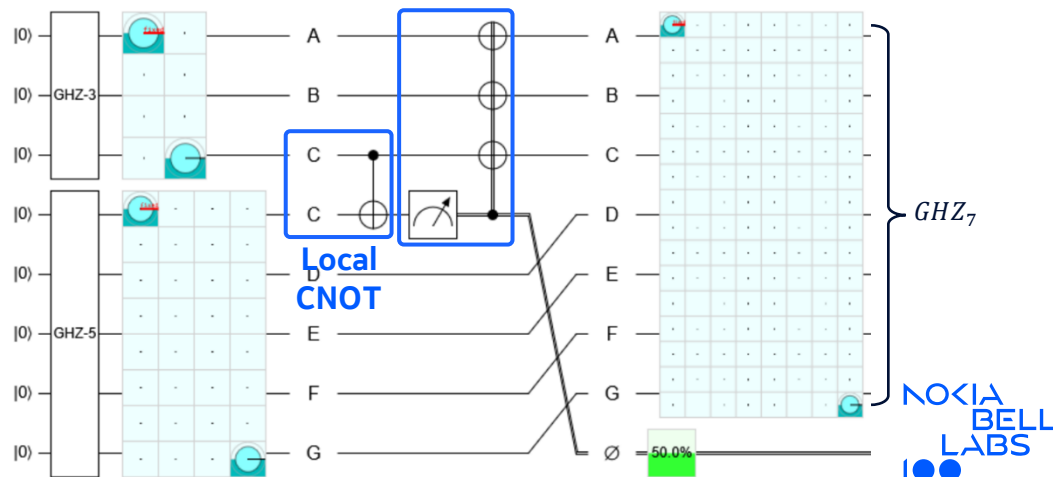 |0⟩ A A
|0⟩ GHZ-3 B B
|0⟩ C C
|0⟩ C D
Local
CNOT
|0⟩ D E
|0⟩ GHZ-5 E F
|0⟩ F G
|0⟩ G Ø 50.0%
GHZ₇
NOKIA
BELL
LABS
100